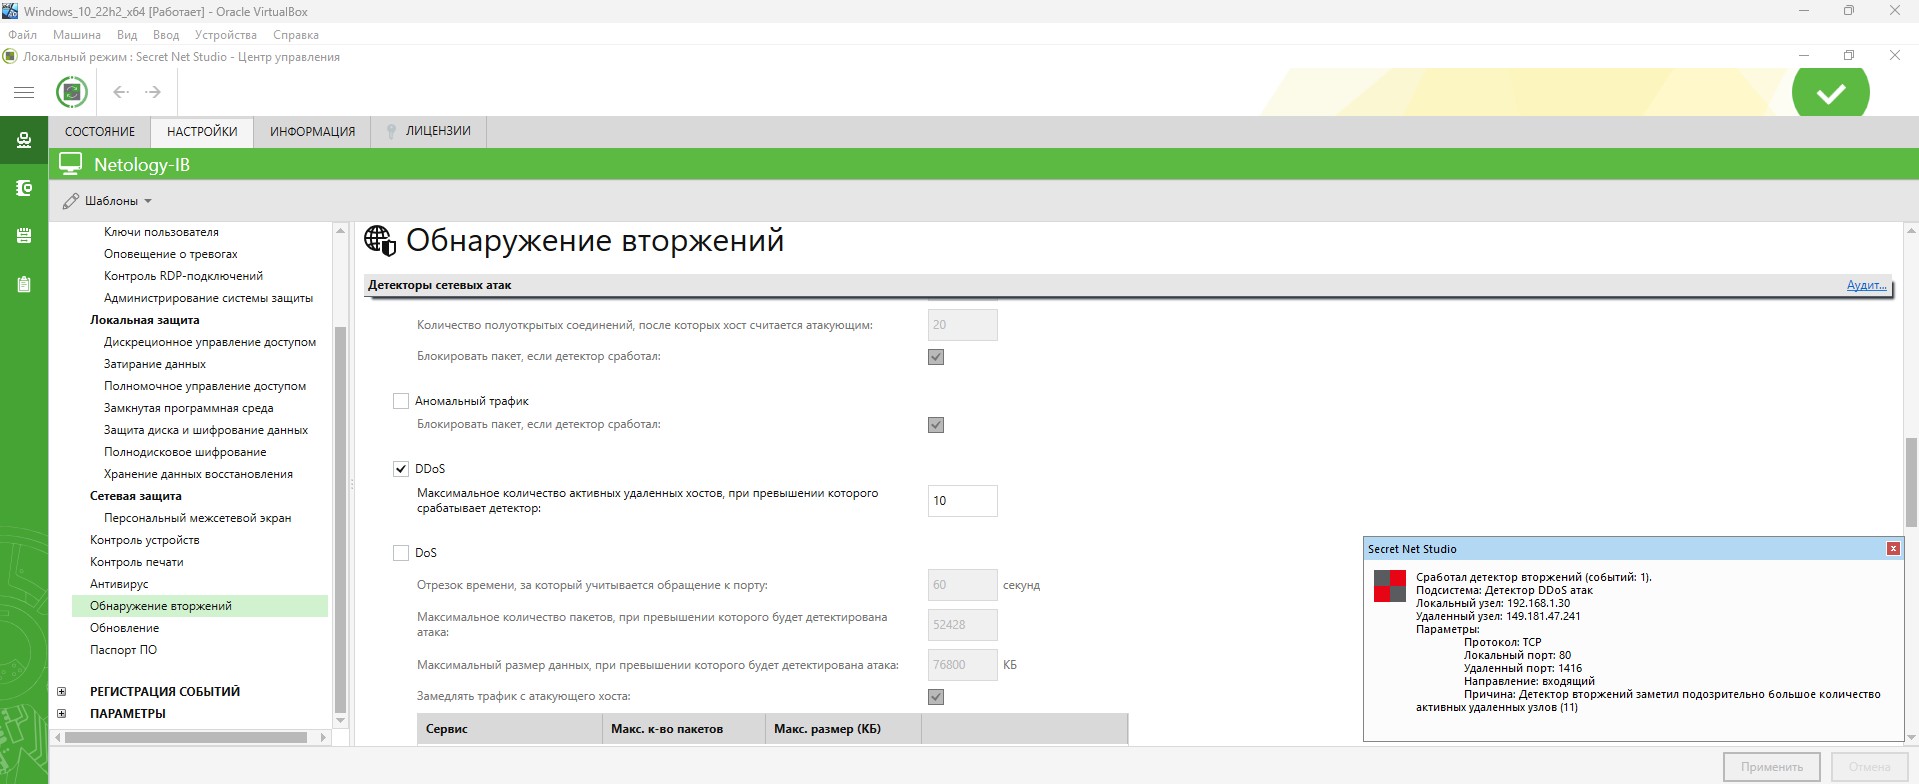 Windows_10_22h2_x64 [Работает] - Oracle VirtualBox
Файл Машина Вид Ввод Устройства Справка
Локальный режим : Secret Net Studio - Центр управления
СОСТОЯНИЕ НАСТРОЙКИ ИНФОРМАЦИЯ ЛИЦЕНЗИИ
Netology-IB
Шаблоны
Ключи пользователя
Оповещение о тревогах
Контроль RDP-подключений
Администрирование системы защиты
Локальная защита
Дискреционное управление доступом
Затирание данных
Полномочное управление доступом
Замкнутая программная среда
Защита диска и шифрование данных
Полнодисковое шифрование
Хранение данных восстановления
Сетевая защита
Персональный межсетевой экран
Контроль устройств
Контроль печати
Антивирус
Обнаружение вторжений
Обновление
Паспорт ПО
РЕГИСТРАЦИЯ СОБЫТИЙ
ПАРАМЕТРЫ
Обнаружение вторжений
Детекторы сетевых атак Аудит...
Количество полуоткрытых соединений, после которых хост считается атакующим: 20
Блокировать пакет, если детектор сработал:
Аномальный трафик
Блокировать пакет, если детектор сработал:
DDoS
Максимальное количество активных удаленных хостов, при превышении которого
срабатывает детектор: 10
DoS
Отрезок времени, за который учитывается обращение к порту: 60 секунд
Максимальное количество пакетов, при превышении которого будет детектирована
атака: 52428
Максимальный размер данных, при превышении которого будет детектирована атака: 76800 КБ
Замедлять трафик с атакующего хоста:
Сервис Макс. к-во пакетов Макс. размер (КБ)
Secret Net Studio
Сработал детектор вторжений (событий: 1).
Подсистема: Детектор DDoS атак
Локальный узел: 192.168.1.30
Удаленный узел: 149.181.47.241
Параметры:
Протокол: TCP
Локальный порт: 80
Удаленный порт: 1416
Направление: входящий
Причина: Детектор вторжений заметил подозрительно большое количество
активных удаленных узлов (11)
Применить Отмена